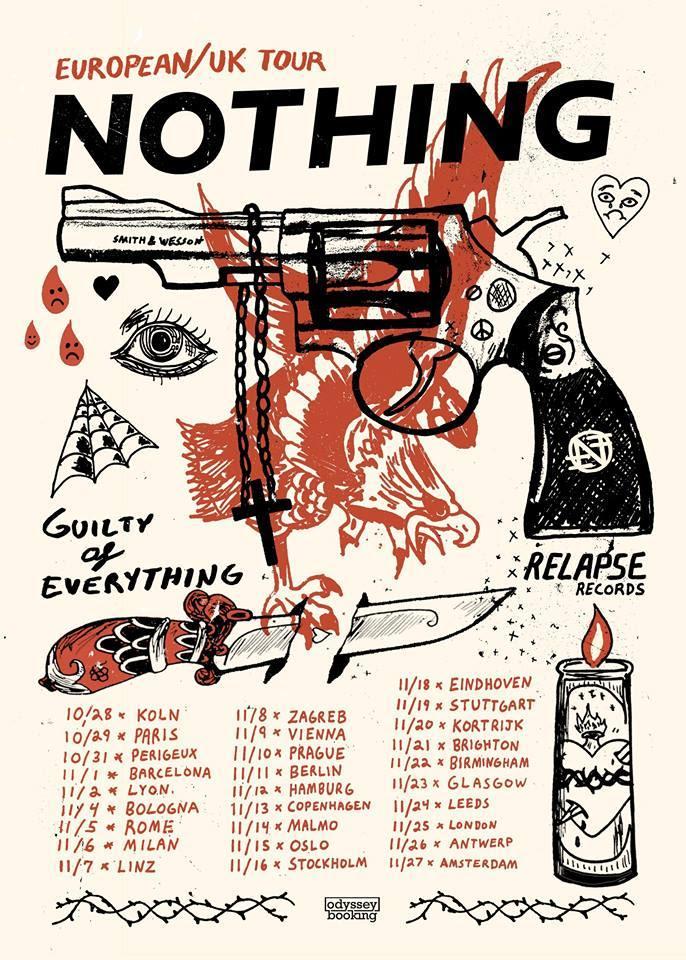 EUROPEAN/UK TOUR
NOTHING
SMITH & WESSON
GUILTY
of
EVERYTHING
RELAPSE
RECORDS
10/28 x KOLN
10/29 x PARIS
10/31 x PERIGEUX
11/1 x BARCELONA
11/2 x LYON.
11/4 x BOLOGNA
11/5 x ROME
11/6 x MILAN
11/7 x LINZ
11/8 x ZAGREB
11/9 x VIENNA
11/10 x PRAGUE
11/11 x BERLIN
11/12 x HAMBURG
11/13 x COPENHAGEN
11/14 x MALMO
11/15 x OSLO
11/16 x STOCKHOLM
11/18 x EINDHOVEN
11/19 x STUTTGART
11/20 x KORTRIJK
11/21 x BRIGHTON
11/22 x BIRMINGHAM
11/23 x GLASGOW
11/24 x LEEDS
11/25 x LONDON
11/26 x ANTWERP
11/27 x AMSTERDAM
odyssey
booking